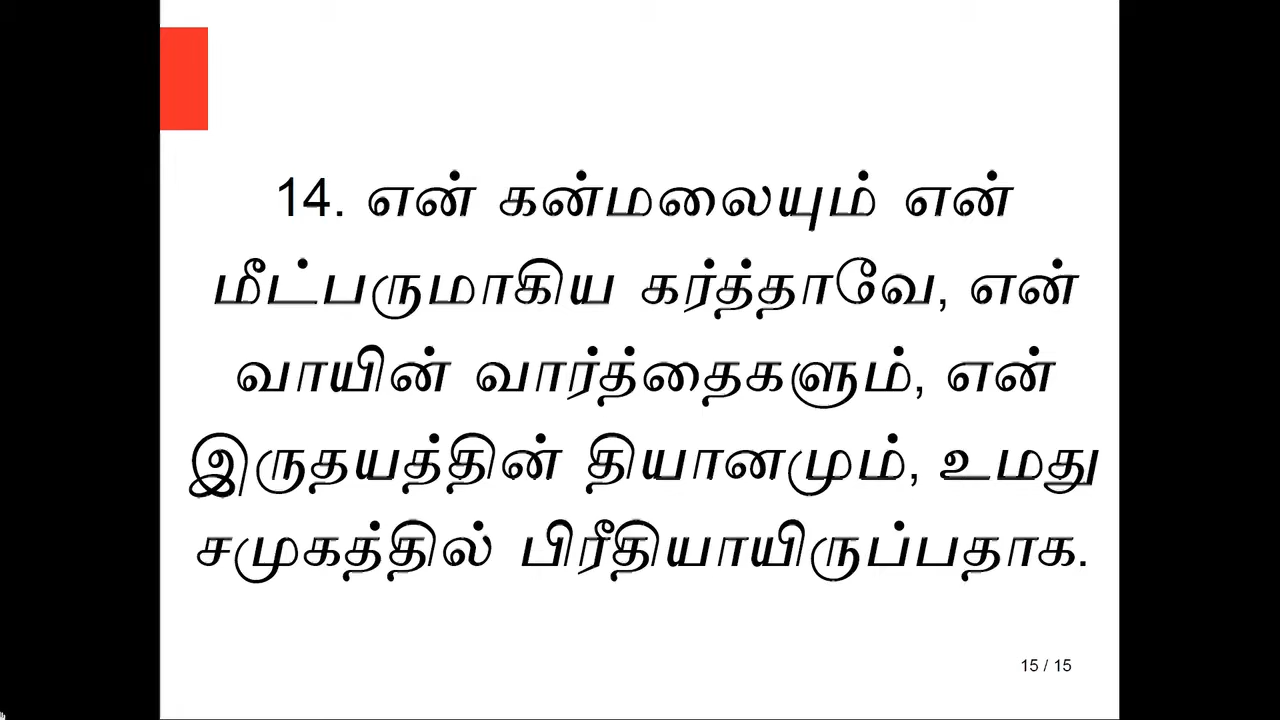 14. என் கன்மலையும் என்
மீட்பருமாகிய கர்த்தாவே, என்
வாயின் வார்த்தைகளும், என்
இருதயத்தின் தியானமும், உமது
சமுகத்தில் பிரீதியாயிருப்பதாக.
15 / 15